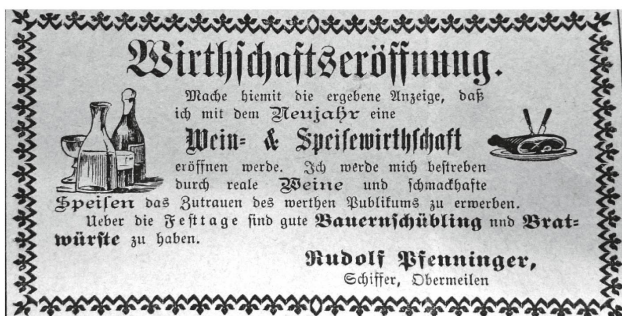 Wirthschaftseröffnung.
Mache hiemit die ergebene Anzeige, daß
ich mit dem Neujahr eine
Wein- & Speisewirthschaft
eröffnen werde. Ich werde mich bestreben
durch reale Weine und schmackhafte
Speisen das Zutrauen des werthen Publikums zu erwerben.
Ueber die Festtage sind gute Bauernschübling und Brat-
würste zu haben.
Rudolf Pfenninger,
Schiffer, Obermeilen